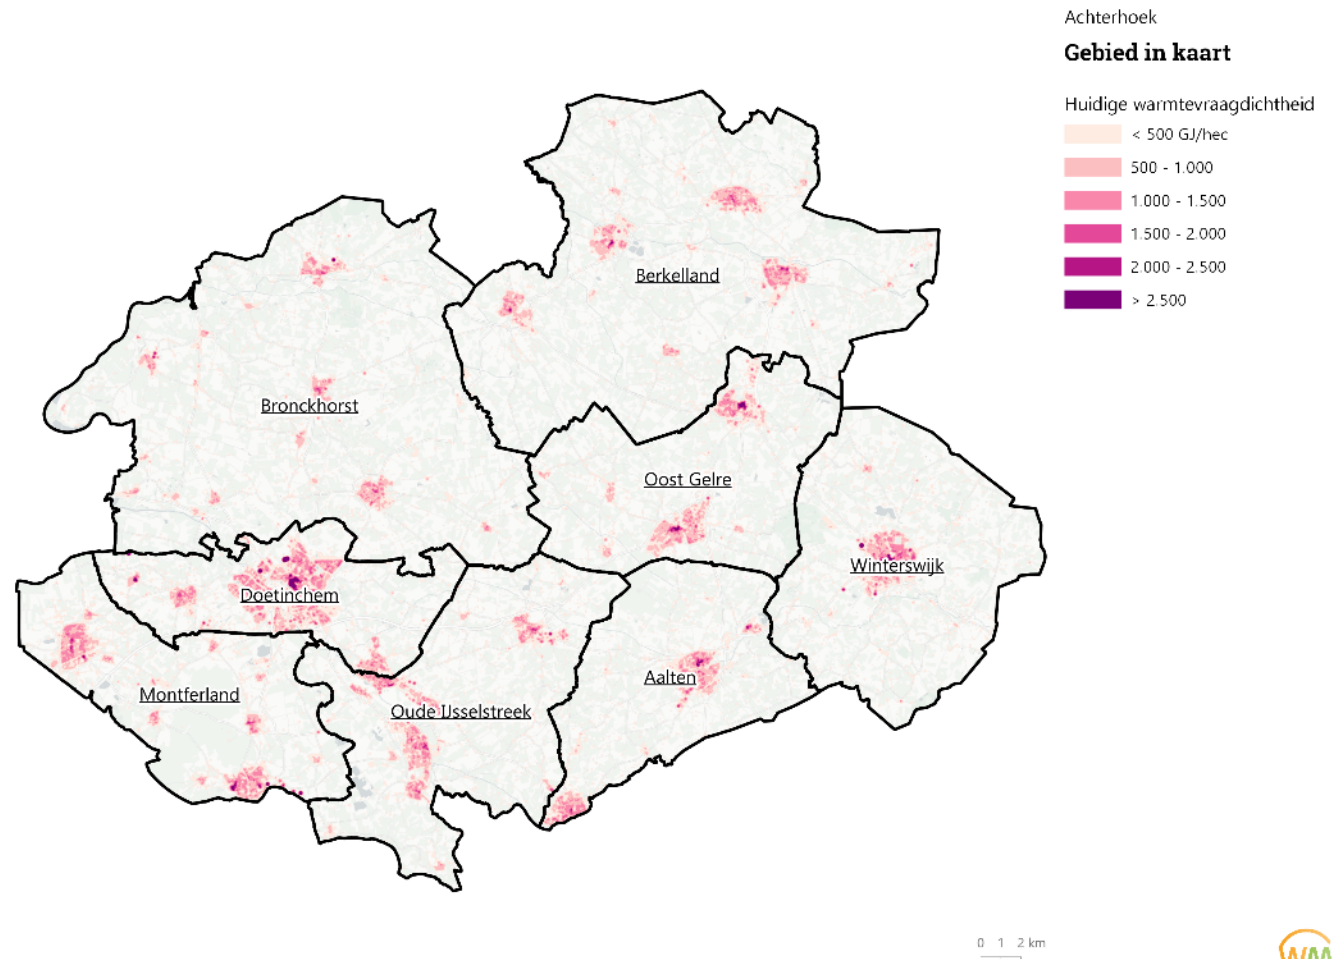 Achterhoek
Gebied in kaart
Huidige warmtevraagdichtheid
< 500 GJ/hec
500 - 1.000
1.000 - 1.500
1.500 - 2.000
2.000 - 2.500
> 2.500
Berkelland
Bronckhorst
Oost Gelre
Winterswijk
Doetinchem
Aalten
Montferland
Oude IJsselstreek
0 1 2 km